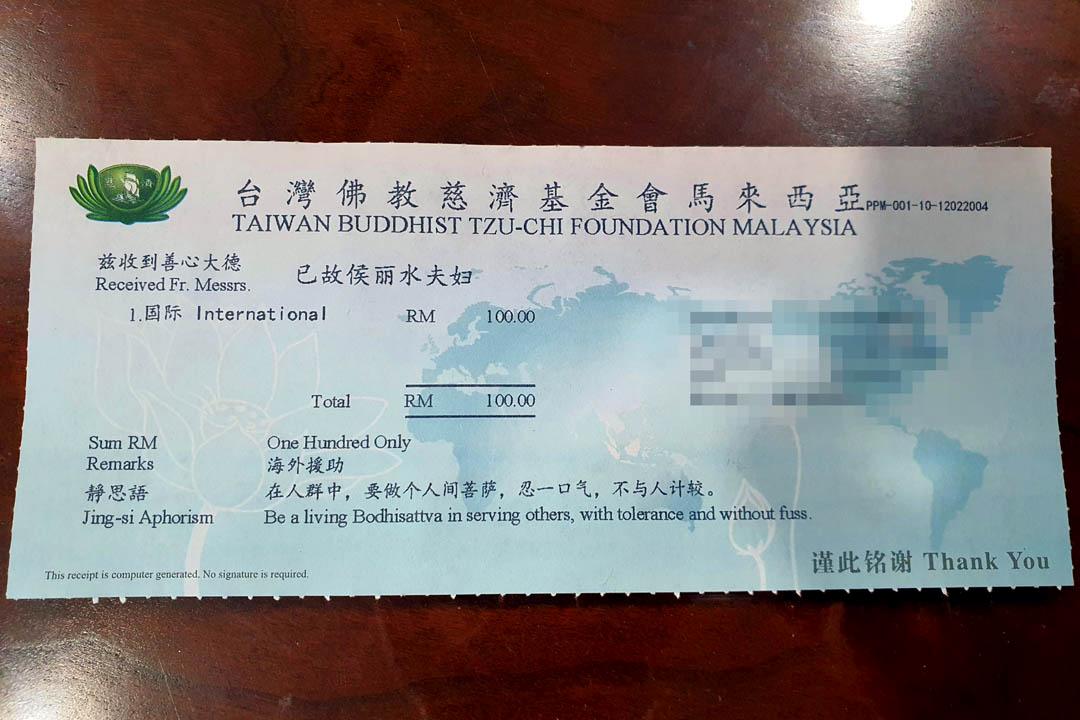 台灣佛教慈濟基金會馬來西亞 PPM-001-10-12022004
TAIWAN BUDDHIST TZU-CHI FOUNDATION MALAYSIA
兹收到善心大德 已故侯丽水夫妇
Received Fr. Messrs.
1.国际 International RM 100.00
Total RM 100.00
Sum RM One Hundred Only
Remarks 海外援助
靜思語 在人群中，要做个人间菩萨，忍一口气，不与人计较。
Jing-si Aphorism Be a living Bodhisattva in serving others, with tolerance and without fuss.
谨此铭谢 Thank You
This receipt is computer generated. No signature is required.